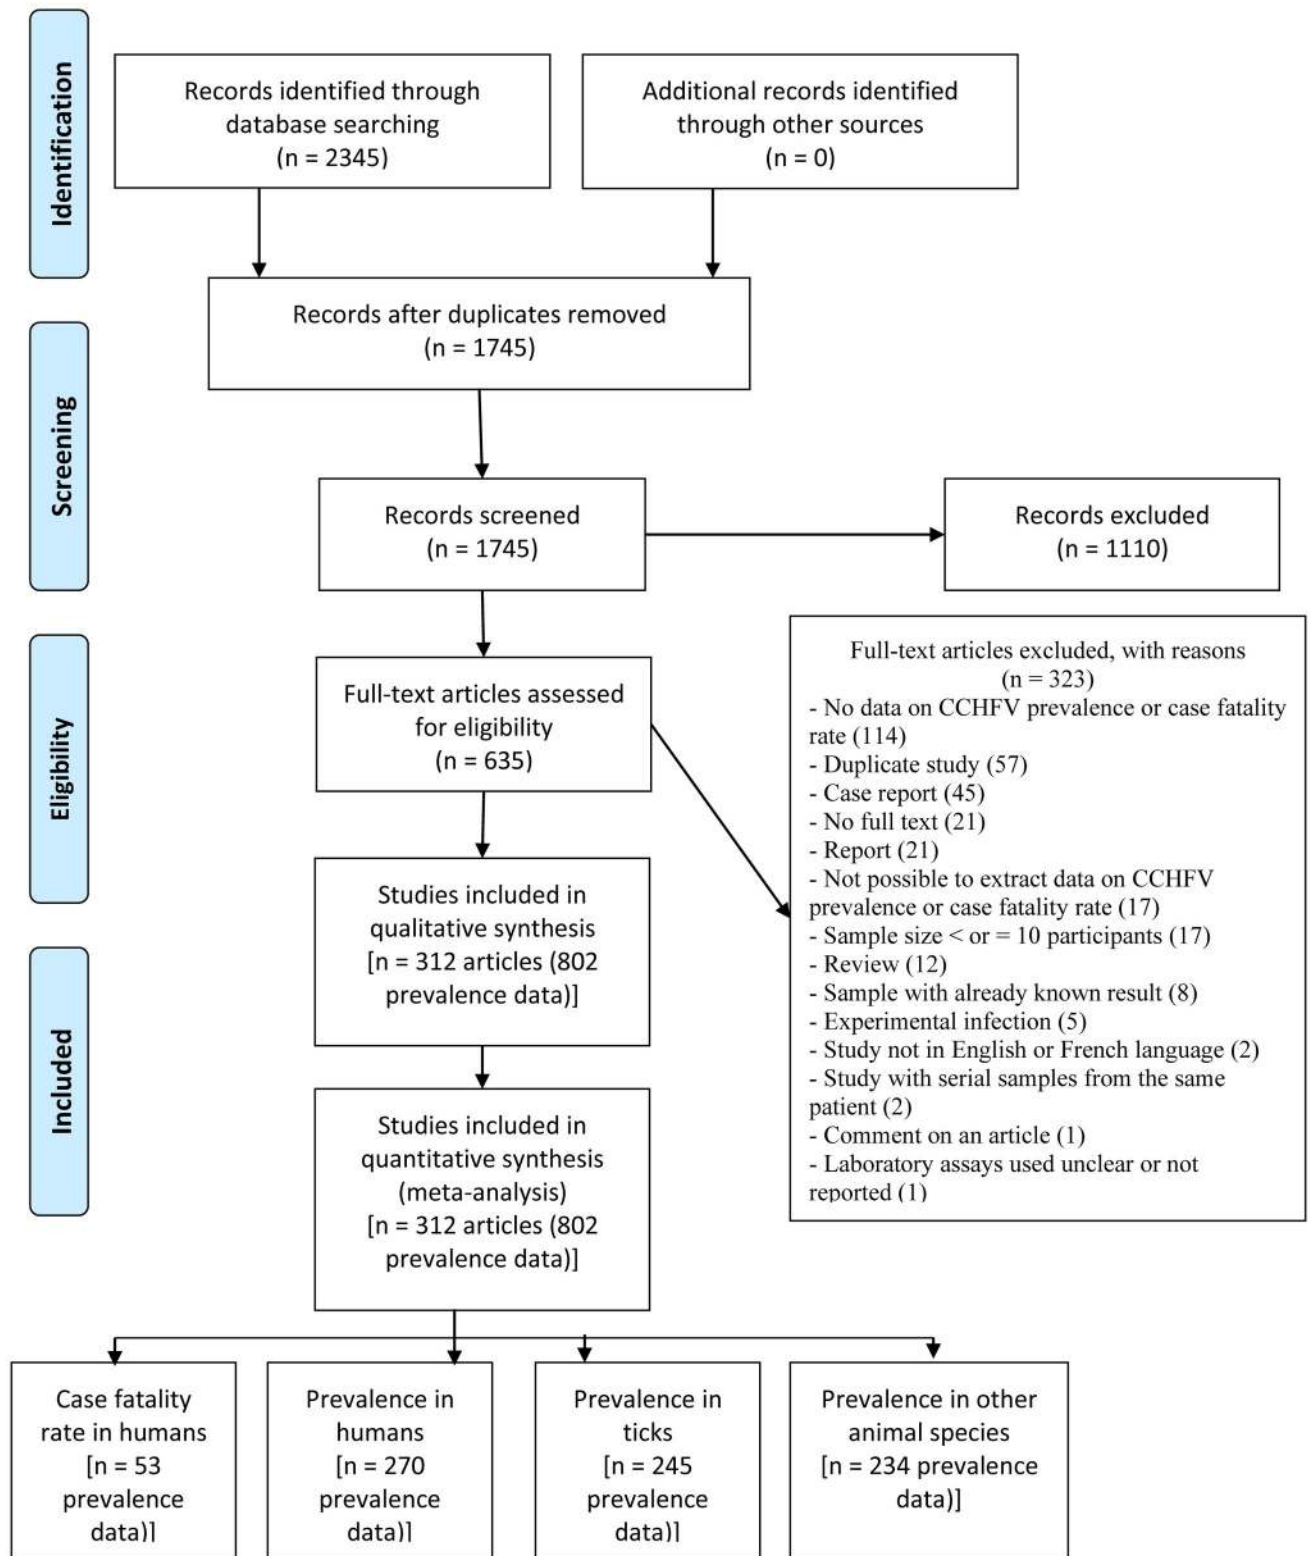 Identification
Records identified through
database searching
(n = 2345)
Additional records identified
through other sources
(n = 0)
Records after duplicates removed
(n = 1745)
Screening
Records screened
(n = 1745)
Records excluded
(n = 1110)
Eligibility
Full-text articles assessed
for eligibility
(n = 635)
Full-text articles excluded, with reasons
(n = 323)
- No data on CCHFV prevalence or case fatality
rate (114)
- Duplicate study (57)
- Case report (45)
- No full text (21)
- Report (21)
- Not possible to extract data on CCHFV
prevalence or case fatality rate (17)
- Sample size < or = 10 participants (17)
- Review (12)
- Sample with already known result (8)
- Experimental infection (5)
- Study not in English or French language (2)
- Study with serial samples from the same
patient (2)
- Comment on an article (1)
- Laboratory assays used unclear or not
reported (1)
Studies included in
qualitative synthesis
[n = 312 articles (802
prevalence data)]
Included
Studies included in
quantitative synthesis
(meta-analysis)
[n = 312 articles (802
prevalence data)]
Case fatality
rate in humans
[n = 53
prevalence
data)]
Prevalence in
humans
[n = 270
prevalence
data)]
Prevalence in
ticks
[n = 245
prevalence
data)]
Prevalence in other
animal species
[n = 234 prevalence
data)]